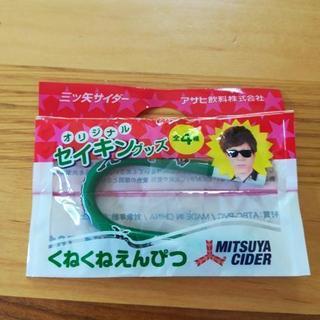 三ツ矢サイダー
アサヒ飲料株式会社
オリジナル
セイキングッズ
全4種
くねくねえんぴつ
MITSUYA
CIDER